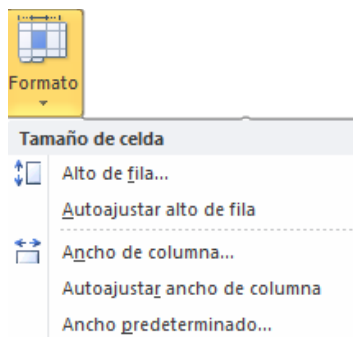 Formato
Tamaño de celda
Alto de fila...
Autoajustar alto de fila
Ancho de columna...
Autoajustar ancho de columna
Ancho predeterminado...